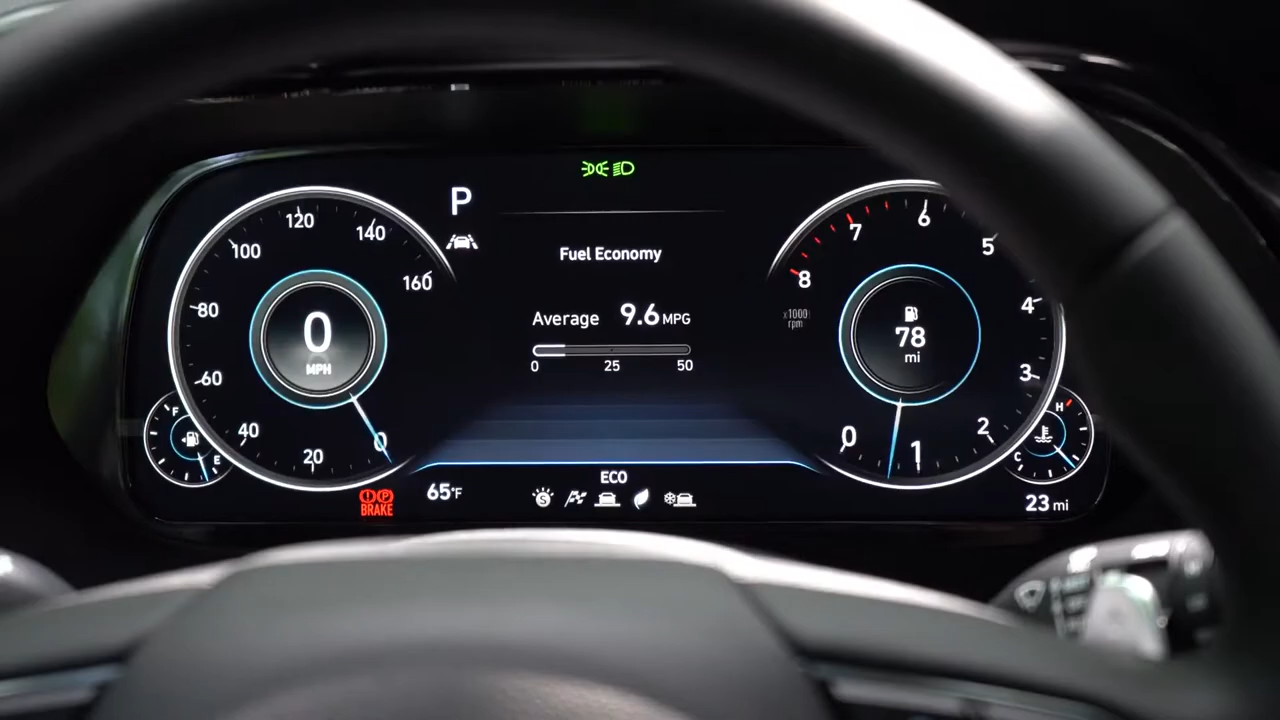 P
Fuel Economy
Average 9.6 MPG
0 25 50
0 20 40 60 80 100 120 140 160
0
MPH
F
E
8 7 6 5 4 3 2 1 0
x1000
rpm
78
mi
H
C
BRAKE
65°F
ECO
S
23 mi